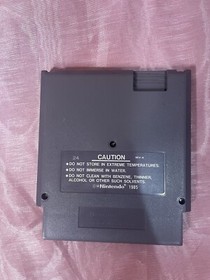 CAUTION
•DO NOT STORE IN EXTREME TEMPERATURES.
•DO NOT IMMERSE IN WATER.
•DO NOT CLEAN WITH BENZENE, THINNER,
ALCOHOL OR OTHER SUCH SOLVENTS.
©Nintendo® 1985